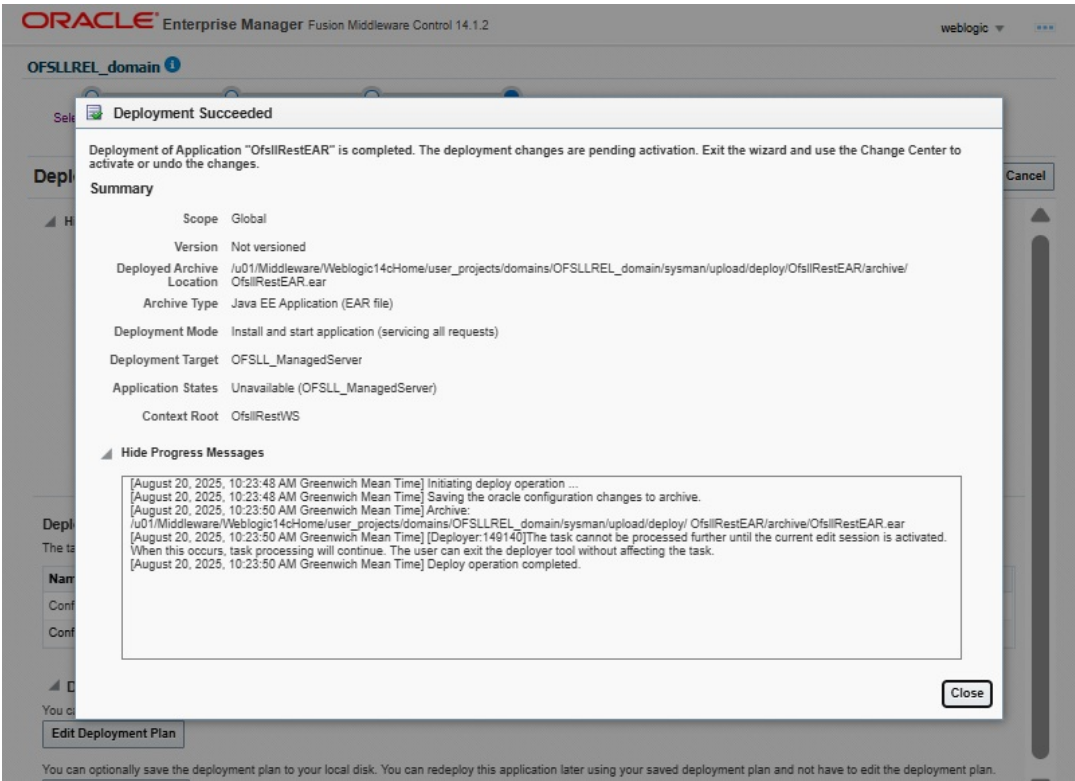 ORACLE Enterprise Manager Fusion Middleware Control 14.1.2
weblogic
OFSLLREL_domain
Deployment Succeeded
Deployment of Application "OfsllRestEAR" is completed. The deployment changes are pending activation. Exit the wizard and use the Change Center to
activate or undo the changes.
Cancel
Summary
Scope Global
Version Not versioned
Deployed Archive Location /u01/Middleware/Weblogic14cHome/user_projects/domains/OFSLLREL_domain/sysman/upload/deploy/OfsllRestEAR/archive/
OfsllRestEAR.ear
Archive Type Java EE Application (EAR file)
Deployment Mode Install and start application (servicing all requests)
Deployment Target OFSLL_ManagedServer
Application States Unavailable (OFSLL_ManagedServer)
Context Root OfsllRestWS
Hide Progress Messages
[August 20, 2025, 10:23:48 AM Greenwich Mean Time] Initiating deploy operation ...
[August 20, 2025, 10:23:48 AM Greenwich Mean Time] Saving the oracle configuration changes to archive.
[August 20, 2025, 10:23:50 AM Greenwich Mean Time] Archive:
/u01/Middleware/Weblogic14cHome/user_projects/domains/OFSLLREL_domain/sysman/upload/deploy/ OfsllRestEAR/archive/OfsllRestEAR.ear
[August 20, 2025, 10:23:50 AM Greenwich Mean Time] [Deployer:149140]The task cannot be processed further until the current edit session is activated.
When this occurs, task processing will continue. The user can exit the deployer tool without affecting the task.
[August 20, 2025, 10:23:50 AM Greenwich Mean Time] Deploy operation completed.
Close
Edit Deployment Plan
You can optionally save the deployment plan to your local disk. You can redeploy this application later using your saved deployment plan and not have to edit the deployment plan.